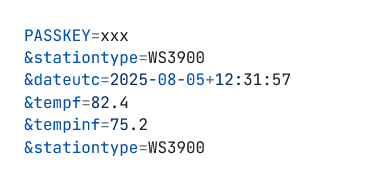 PASSKEY=xxx
&stationtype=WS3900
&dateutc=2025-08-05+12:31:57
&tempf=82.4
&tempinf=75.2
&stationtype=WS3900